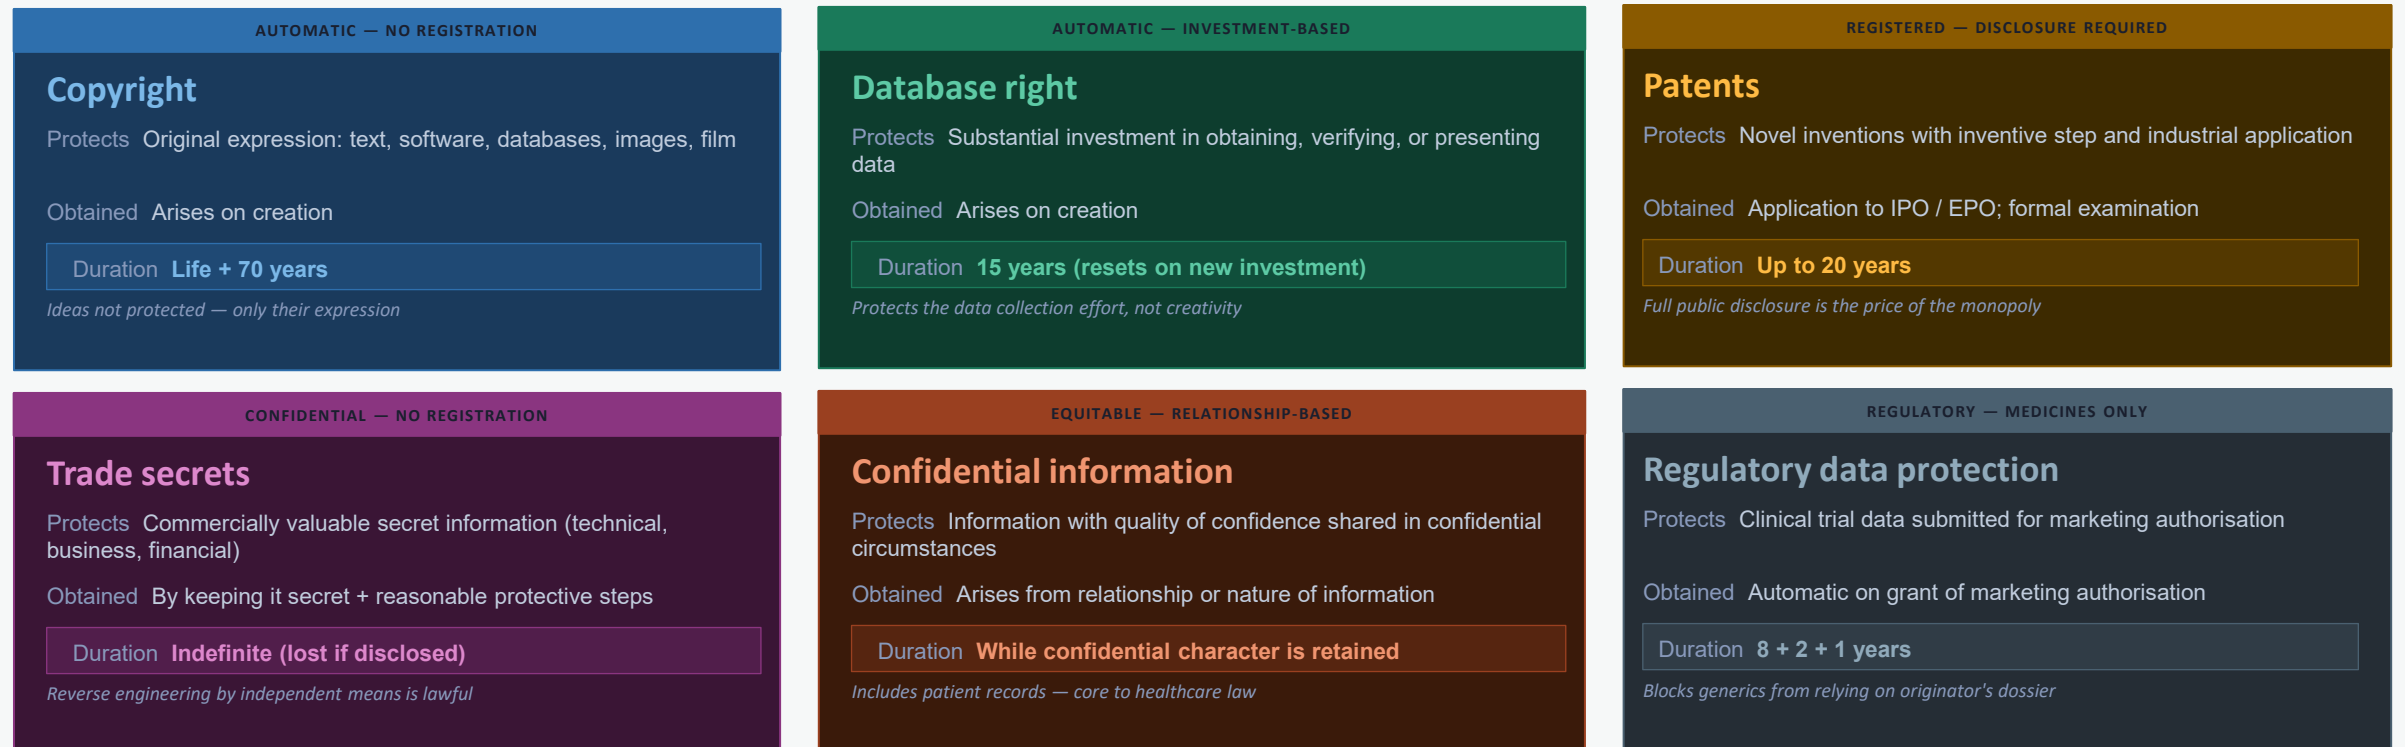 AUTOMATIC — NO REGISTRATION
Copyright
Protects Original expression: text, software, databases, images, film
Obtained Arises on creation
Duration Life + 70 years
Ideas not protected — only their expression
AUTOMATIC — INVESTMENT-BASED
Database right
Protects Substantial investment in obtaining, verifying, or presenting
data
Obtained Arises on creation
Duration 15 years (resets on new investment)
Protects the data collection effort, not creativity
REGISTERED — DISCLOSURE REQUIRED
Patents
Protects Novel inventions with inventive step and industrial application
Obtained Application to IPO / EPO; formal examination
Duration Up to 20 years
Full public disclosure is the price of the monopoly
CONFIDENTIAL — NO REGISTRATION
Trade secrets
Protects Commercially valuable secret information (technical,
business, financial)
Obtained By keeping it secret + reasonable protective steps
Duration Indefinite (lost if disclosed)
Reverse engineering by independent means is lawful
EQUITABLE — RELATIONSHIP-BASED
Confidential information
Protects Information with quality of confidence shared in confidential
circumstances
Obtained Arises from relationship or nature of information
Duration While confidential character is retained
Includes patient records — core to healthcare law
REGULATORY — MEDICINES ONLY
Regulatory data protection
Protects Clinical trial data submitted for marketing authorisation
Obtained Automatic on grant of marketing authorisation
Duration 8 + 2 + 1 years
Blocks generics from relying on originator's dossier